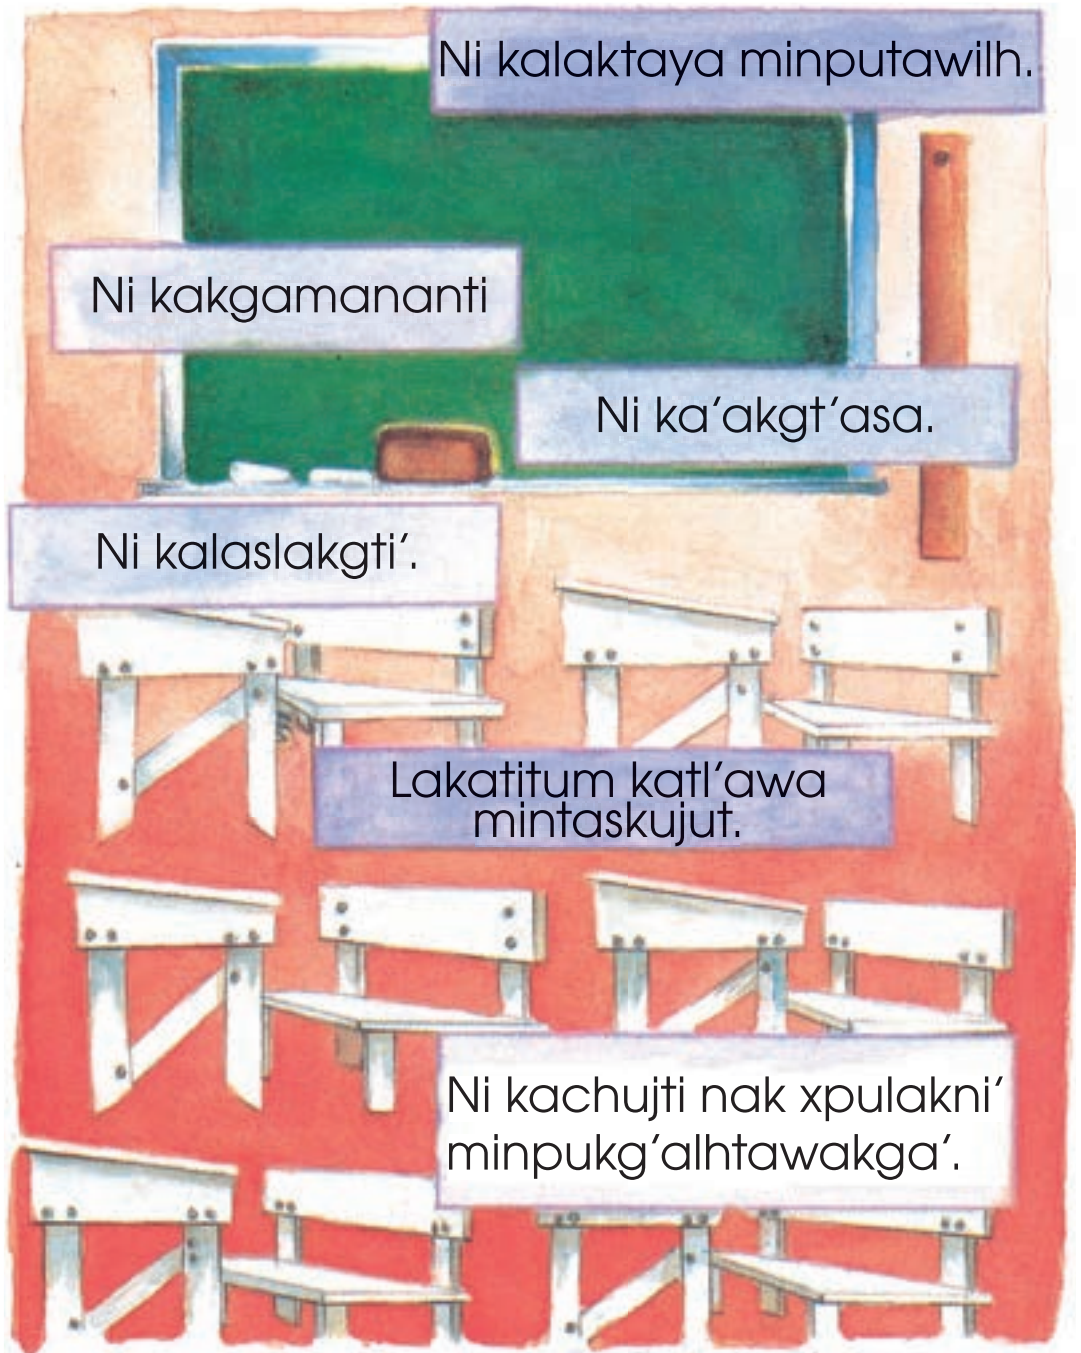 Ni kalaktaya minputawilh.
Ni kakgamananti
Ni ka’akgt’asa.
Ni kalaslakgti’.
Lakatitum katl’awa
mintaskujut.
Ni kachujti nak xpulakni’
minpukg’alhtawakga’.